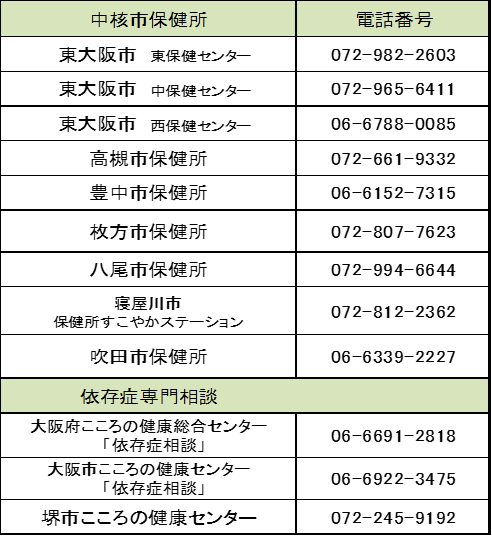 中核市保健所 電話番号
東大阪市 東保健センター 072-982-2603
東大阪市 中保健センター 072-965-6411
東大阪市 西保健センター 06-6788-0085
高槻市保健所 072-661-9332
豊中市保健所 06-6152-7315
枚方市保健所 072-807-7623
八尾市保健所 072-994-6644
寝屋川市
保健所すこやかステーション 072-812-2362
吹田市保健所 06-6339-2227
依存症専門相談
大阪府こころの健康総合センター
「依存症相談」 06-6691-2818
大阪市こころの健康センター
「依存症相談」 06-6922-3475
堺市こころの健康センター 072-245-9192